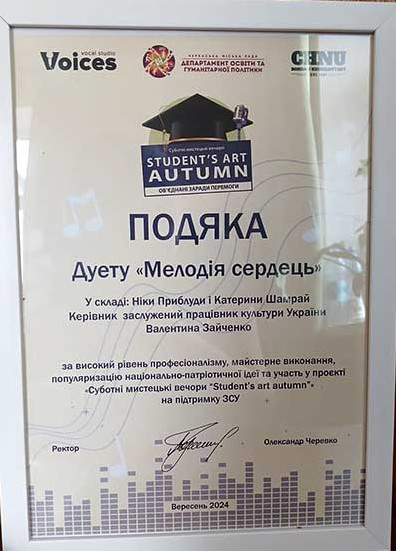 vocal studio
Voices
ЧЕРКАСЬКА МІСЬКА РАДА
ДЕПАРТАМЕНТ ОСВІТИ ТА
ГУМАНІТАРНОЇ ПОЛІТИКИ
CHNU
Суботні мистецькі вечори
STUDENT'S ART
AUTUMN
ОБ'ЄДНАНІ ЗАРАДИ ПЕРЕМОГИ
ПОДЯКА
Дуету «Мелодія сердець»
У складі: Ніки Приблуди і Катерини Шамрай
Керівник заслужений працівник культури України
Валентина Зайченко
за високий рівень професіоналізму, майстерне виконання,
популяризацію національно-патріотичної ідеї та участь у проєкті
«Суботні мистецькі вечори "Student's art autumn"»
на підтримку ЗСУ
Ректор
Олександр Черевко
Вересень 2024